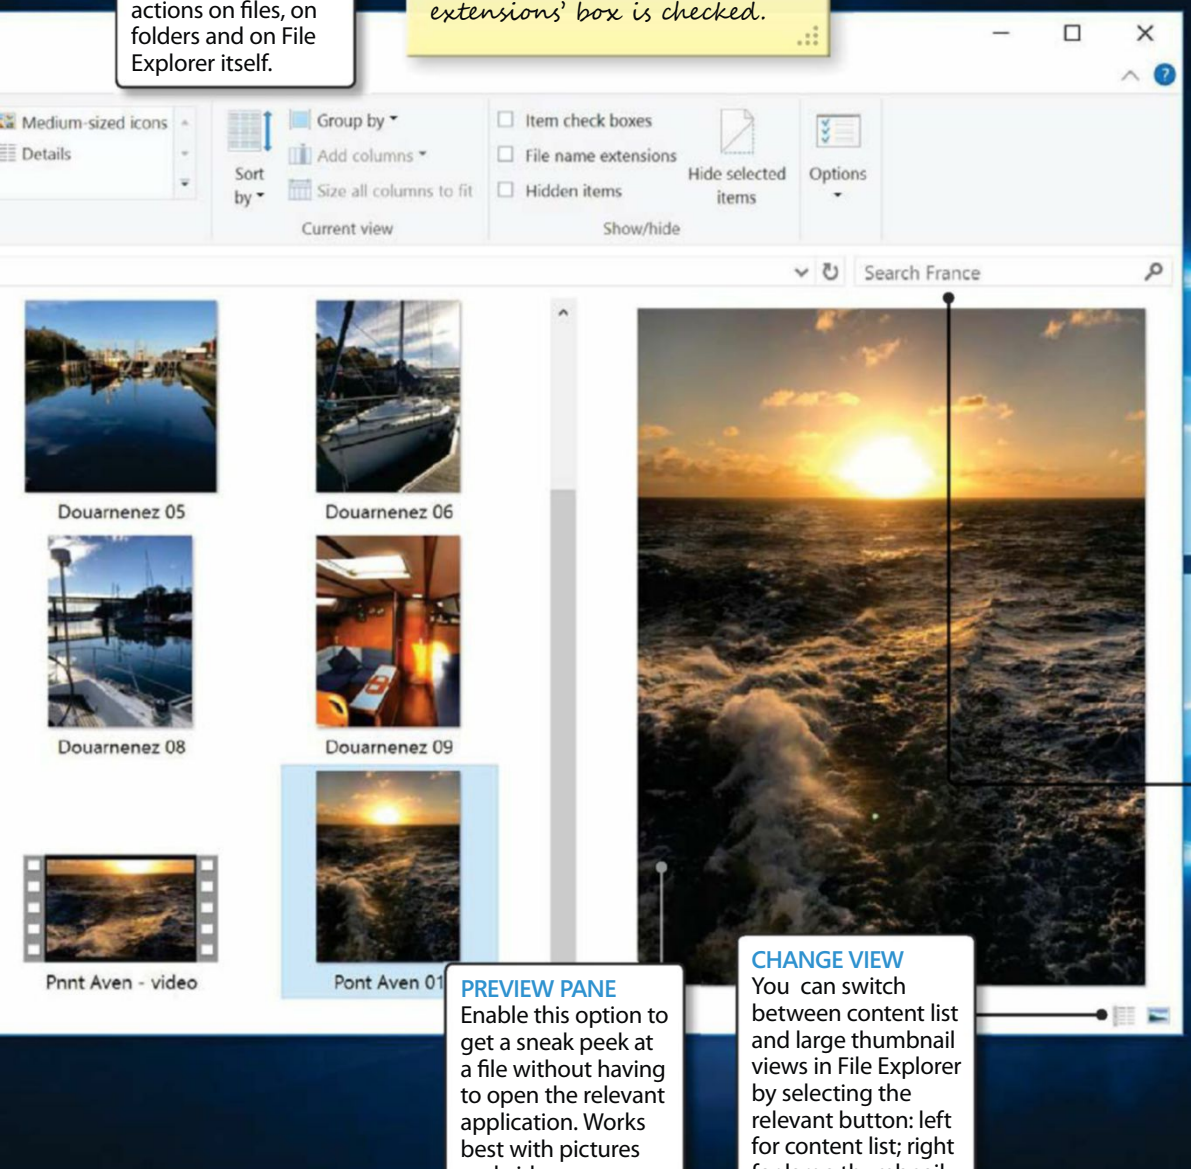 actions on files, on
folders and on File
Explorer itself.
extensions' box is checked.
Medium-sized icons
Details
Sort
by
Group by
Add columns
Size all columns to fit
Current view
Item check boxes
File name extensions
Hidden items
Hide selected
items
Show/hide
Options
Search France
Douarnenez 05
Douarnenez 06
Douarnenez 08
Douarnenez 09
Pnnt Aven - video
Pont Aven 01
PREVIEW PANE
Enable this option to
get a sneak peek at
a file without having
to open the relevant
application. Works
best with pictures
CHANGE VIEW
You can switch
between content list
and large thumbnail
views in File Explorer
by selecting the
relevant button: left
for content list; right